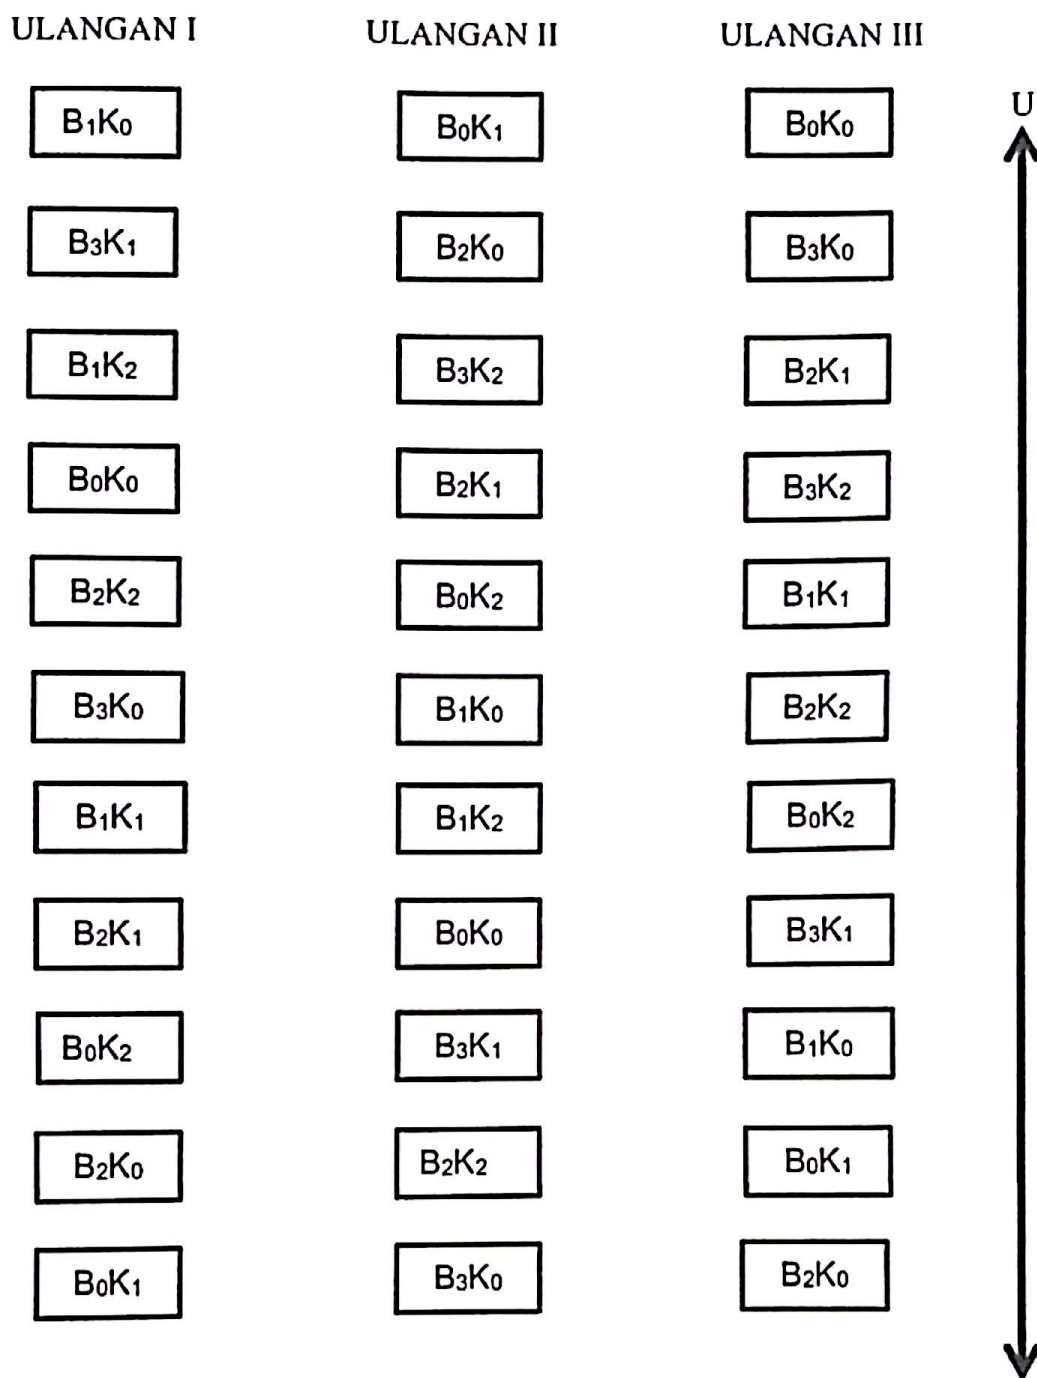 ULANGAN I ULANGAN II ULANGAN III
U
B₁K₀ B₀K₁ B₀K₀
B₃K₁ B₂K₀ B₃K₀
B₁K₂ B₃K₂ B₂K₁
B₀K₀ B₂K₁ B₃K₂
B₂K₂ B₀K₂ B₁K₁
B₃K₀ B₁K₀ B₂K₂
B₁K₁ B₁K₂ B₀K₂
B₂K₁ B₀K₀ B₃K₁
B₀K₂ B₃K₁ B₁K₀
B₂K₀ B₂K₂ B₀K₁
B₀K₁ B₃K₀ B₂K₀